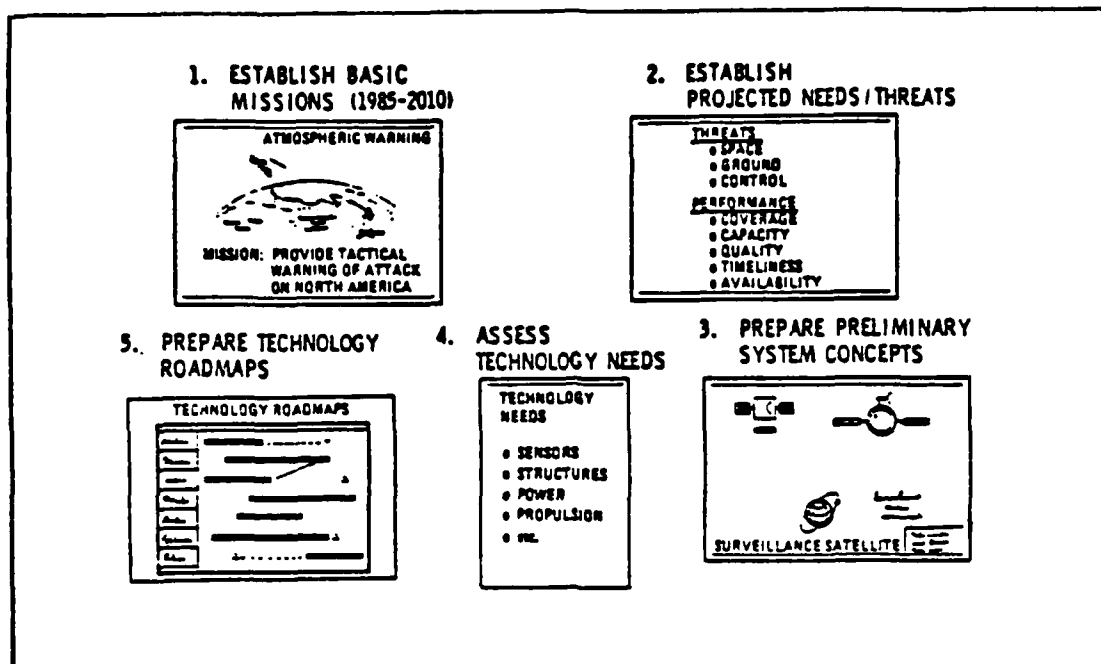 1. ESTABLISH BASIC
MISSIONS (1985-2010)
ATMOSPHERIC WARNING
MISSION: PROVIDE TACTICAL
WARNING OF ATTACK
ON NORTH AMERICA
2. ESTABLISH
PROJECTED NEEDS/THREATS
THREATS
• SPACE
• GROUND
• CONTROL
PERFORMANCE
• COVERAGE
• CAPACITY
• QUALITY
• TIMELINESS
• AVAILABILITY
3. PREPARE PRELIMINARY
SYSTEM CONCEPTS
SURVEILLANCE SATELLITE
4. ASSESS
TECHNOLOGY NEEDS
TECHNOLOGY
NEEDS
• SENSORS
• STRUCTURES
• POWER
• PROPULSION
• etc.
5. PREPARE TECHNOLOGY
ROADMAPS
TECHNOLOGY ROADMAPS